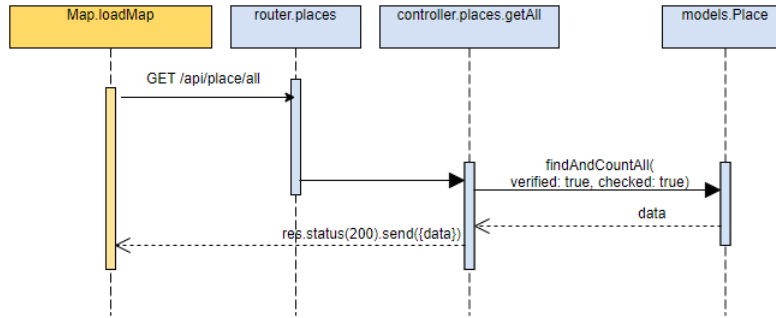 Map.loadMap
router.places
controller.places.getAll
models.Place
GET /api/place/all
findAndCountAll(
verified: true, checked: true)
data
res.status(200).send({data})